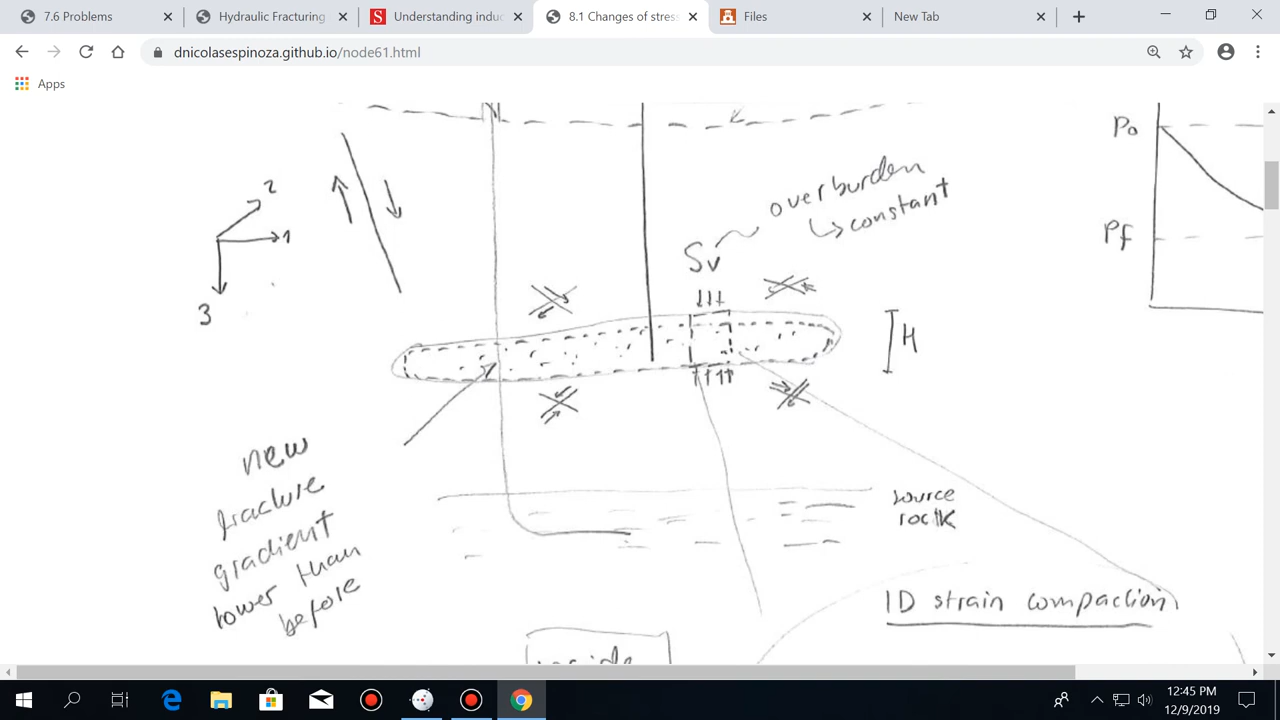 7.6 Problems
Hydraulic Fracturing
Understanding induc
8.1 Changes of stress
Files
New Tab
dnicolasespinoza.github.io/node61.html
Apps
Po
Pf
2
1
3
overburden
↳ constant
Sv
H
new
fracture
gradient
lower than
before
source
rock
1D strain compaction
inside
12:45 PM
12/9/2019